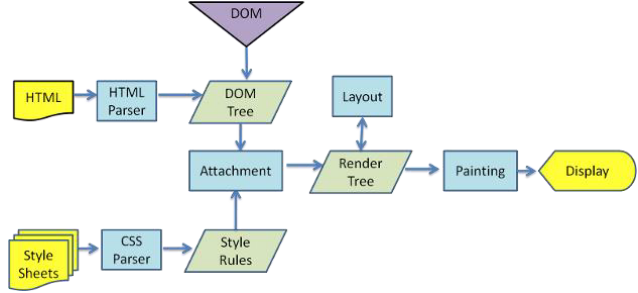 DOM
HTML
HTML
Parser
DOM
Tree
Layout
Attachment
Render
Tree
Painting
Display
Style
Sheets
CSS
Parser
Style
Rules